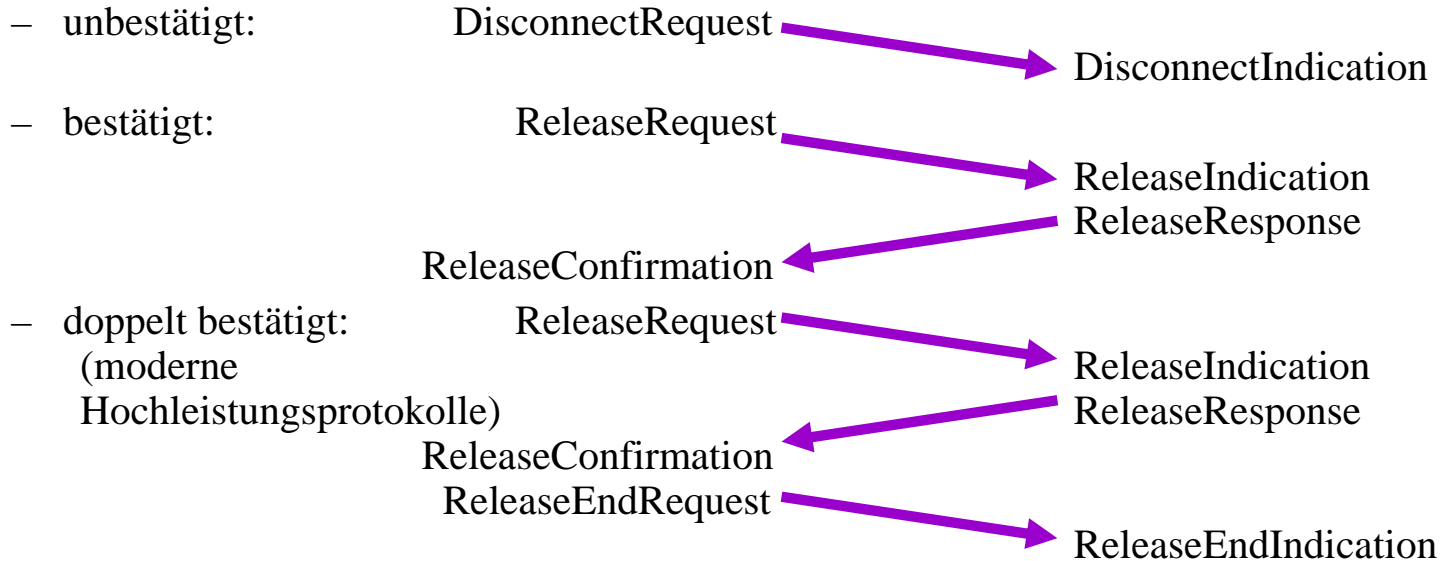 – unbestätigt: DisconnectRequest
DisconnectIndication
– bestätigt: ReleaseRequest
ReleaseIndication
ReleaseResponse
ReleaseConfirmation
– doppelt bestätigt: ReleaseRequest
(moderne ReleaseIndication
Hochleistungsprotokolle) ReleaseResponse
ReleaseConfirmation
ReleaseEndRequest
ReleaseEndIndication